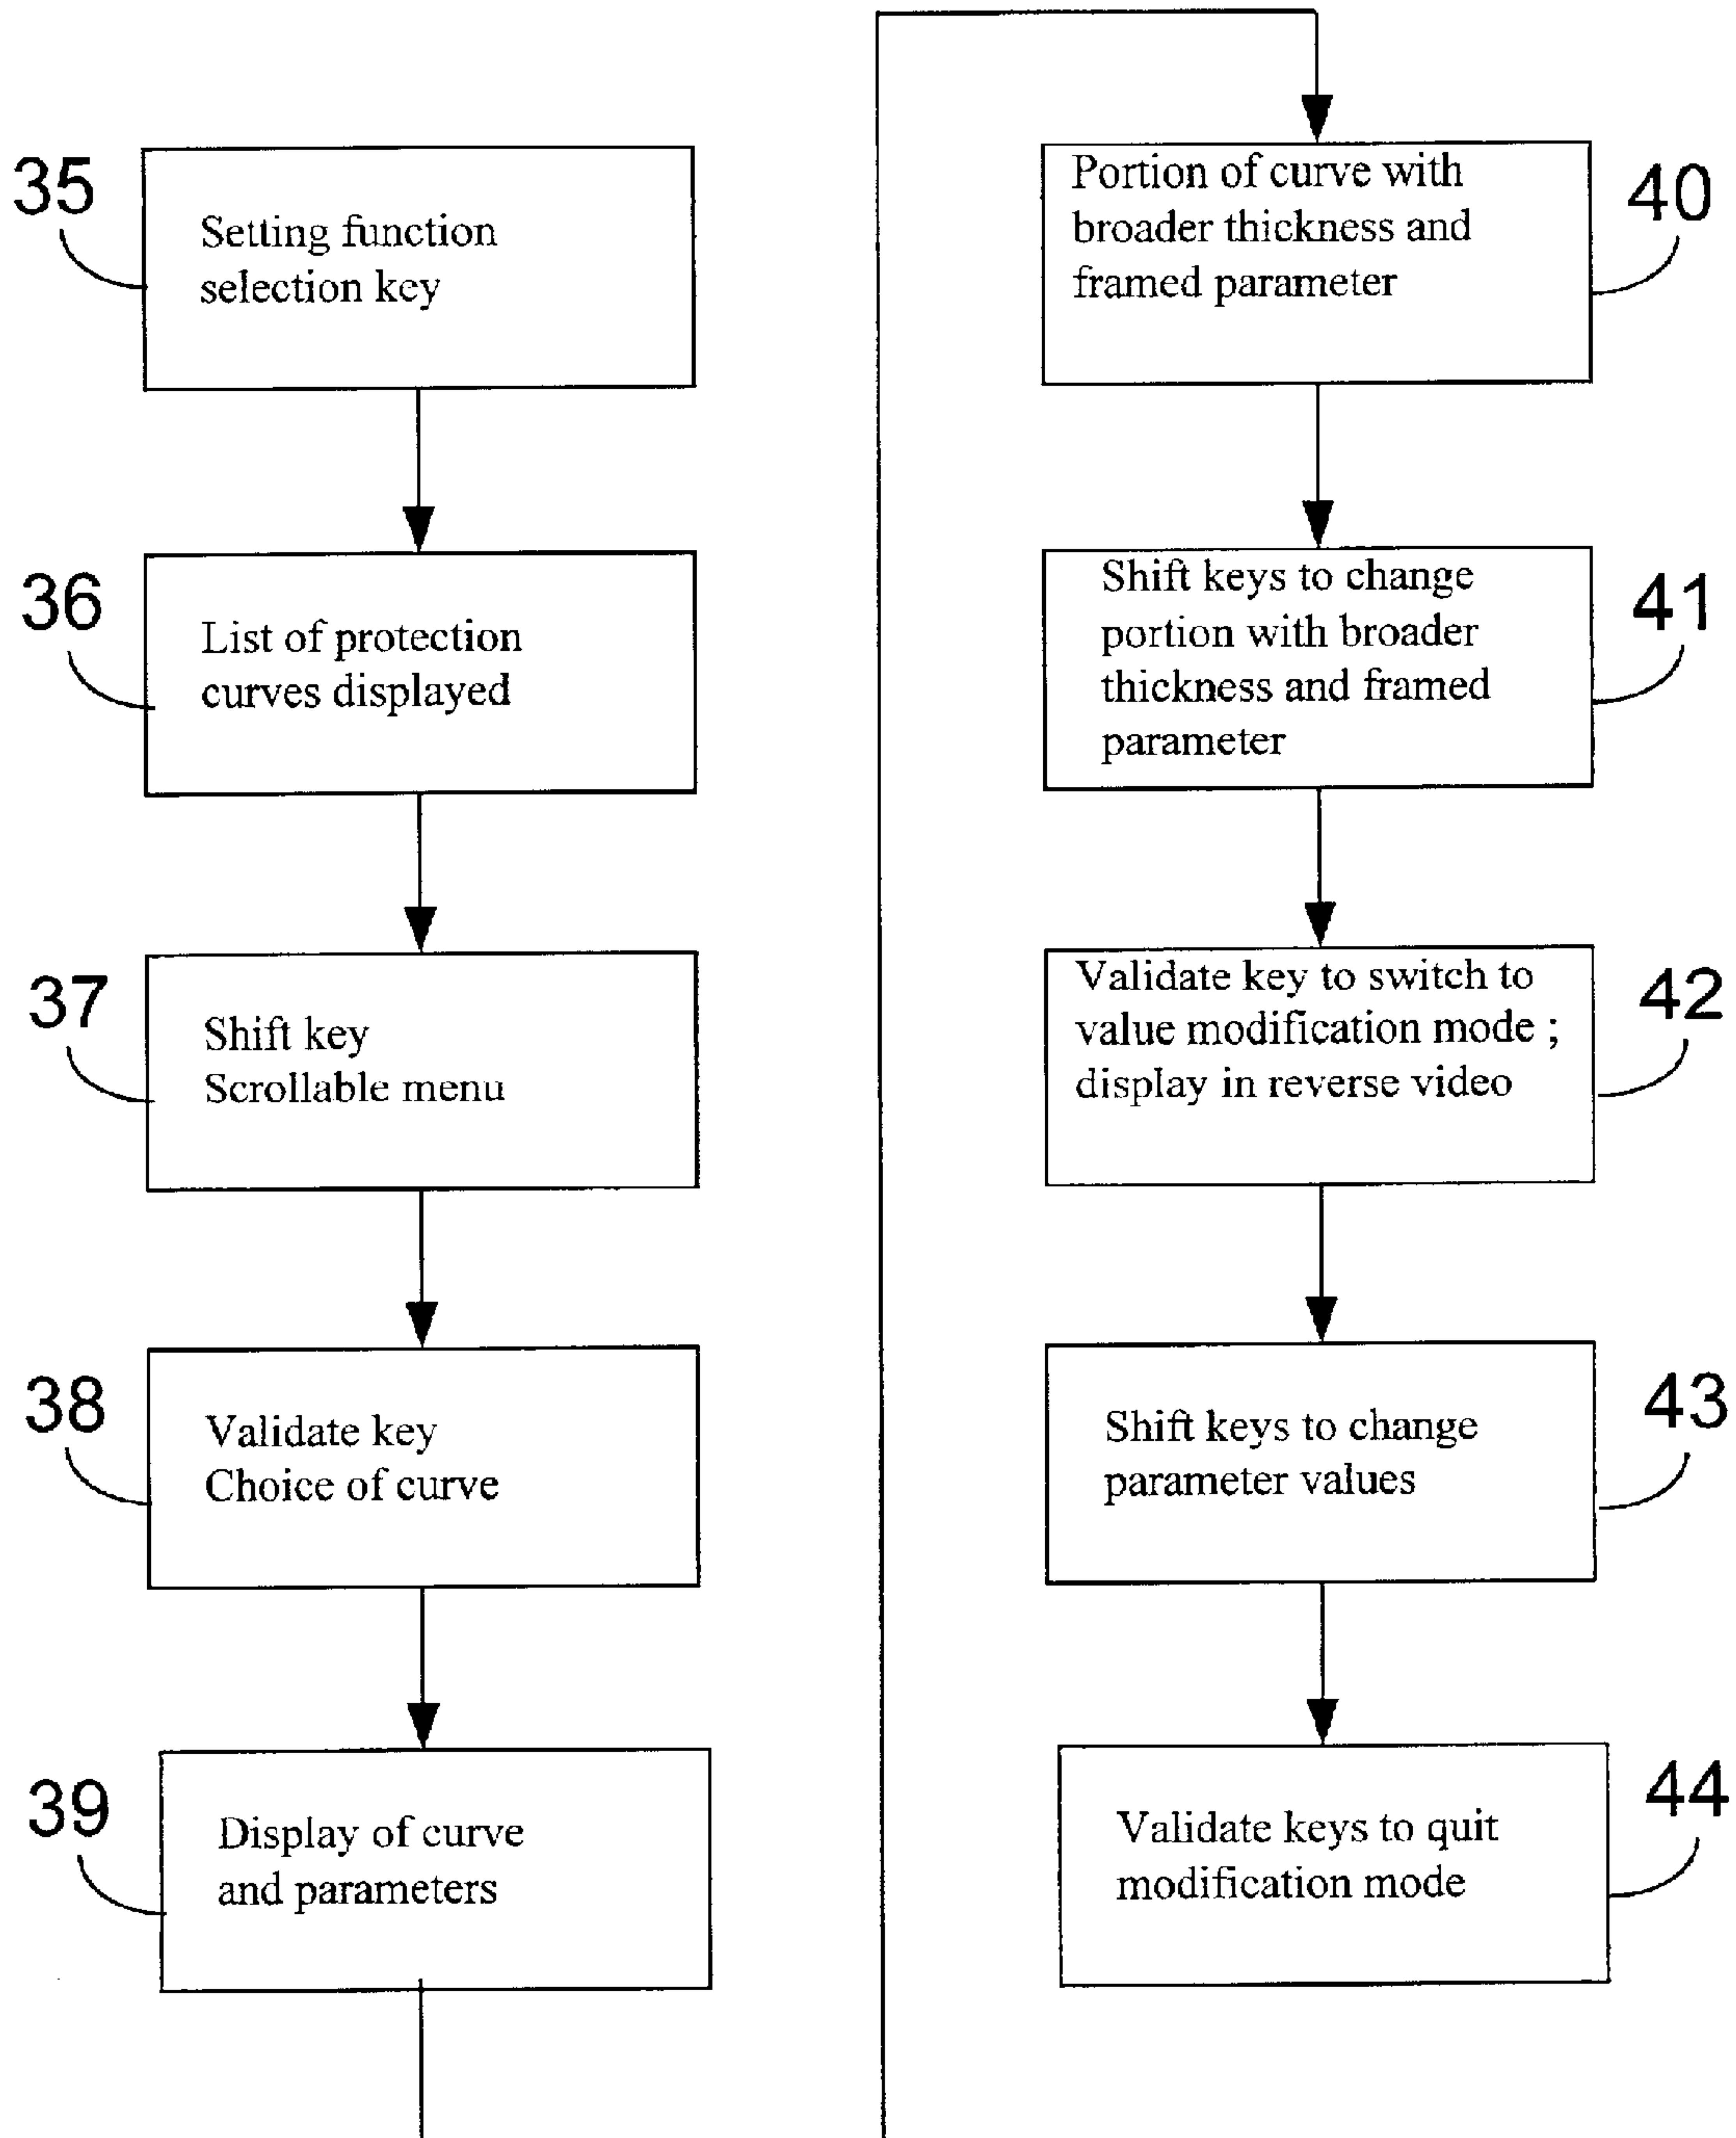 35
Setting function
selection key
36
List of protection
curves displayed
37
Shift key
Scrollable menu
38
Validate key
Choice of curve
39
Display of curve
and parameters
40
Portion of curve with
broader thickness and
framed parameter
41
Shift keys to change
portion with broader
thickness and framed
parameter
42
Validate key to switch to
value modification mode ;
display in reverse video
43
Shift keys to change
parameter values
44
Validate keys to quit
modification mode